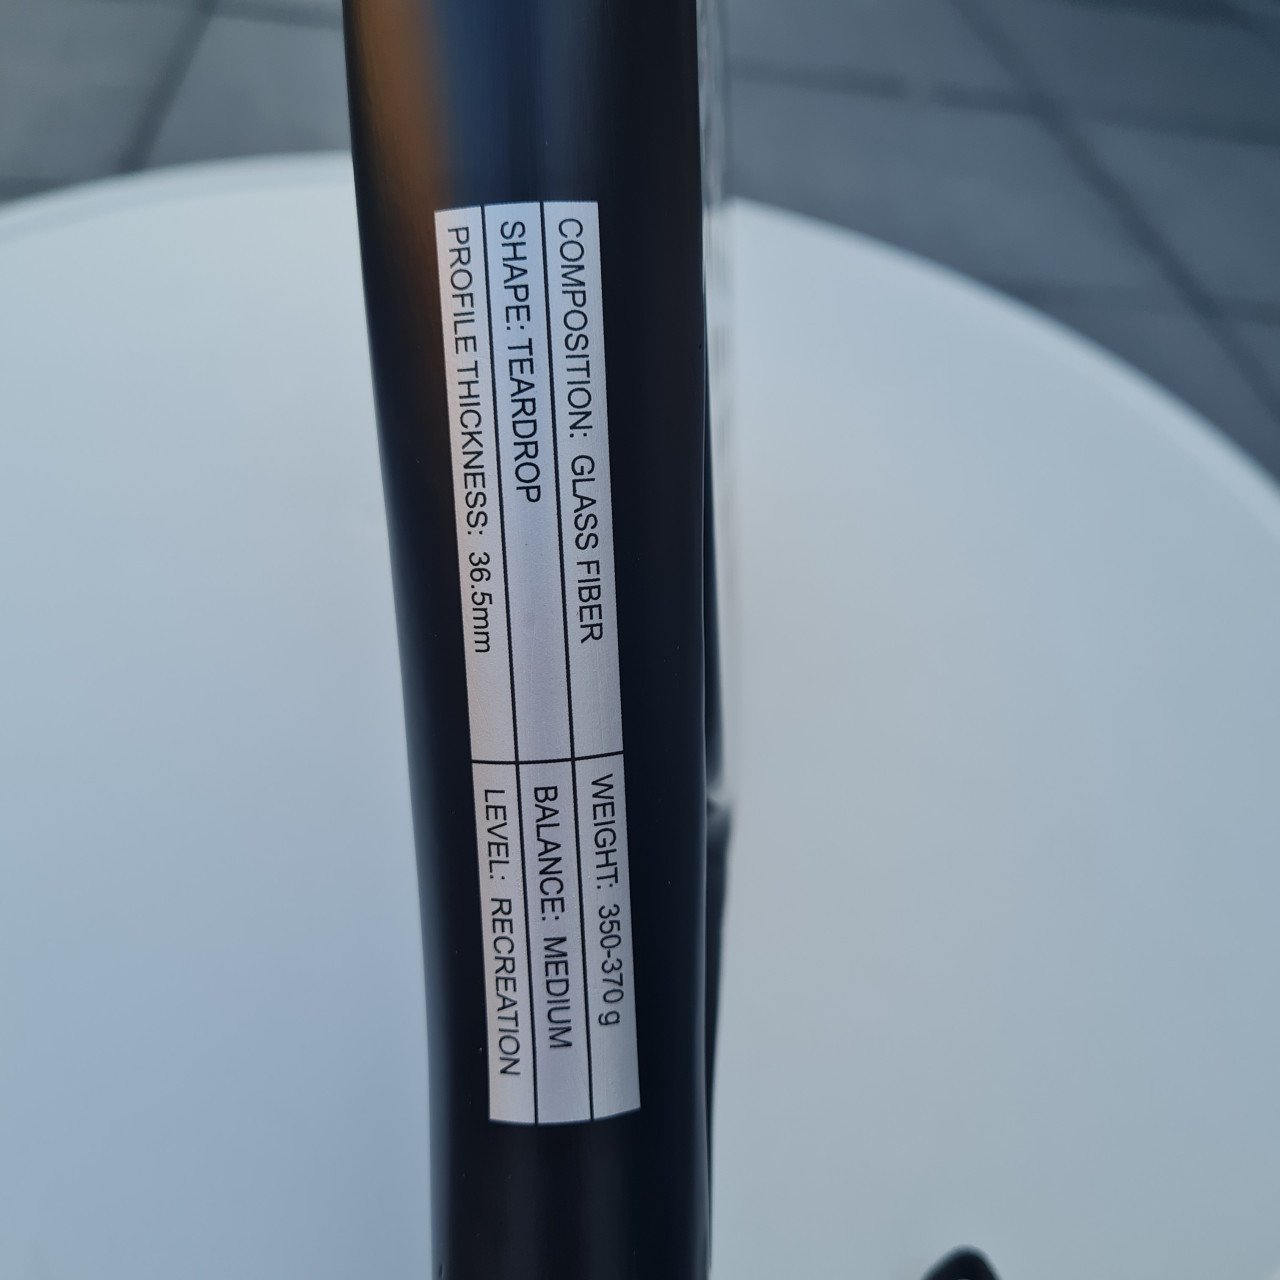 COMPOSITION: GLASS FIBER
WEIGHT: 350-370 g
SHAPE: TEARDROP
BALANCE: MEDIUM
PROFILE THICKNESS: 36.5mm
LEVEL: RECREATION